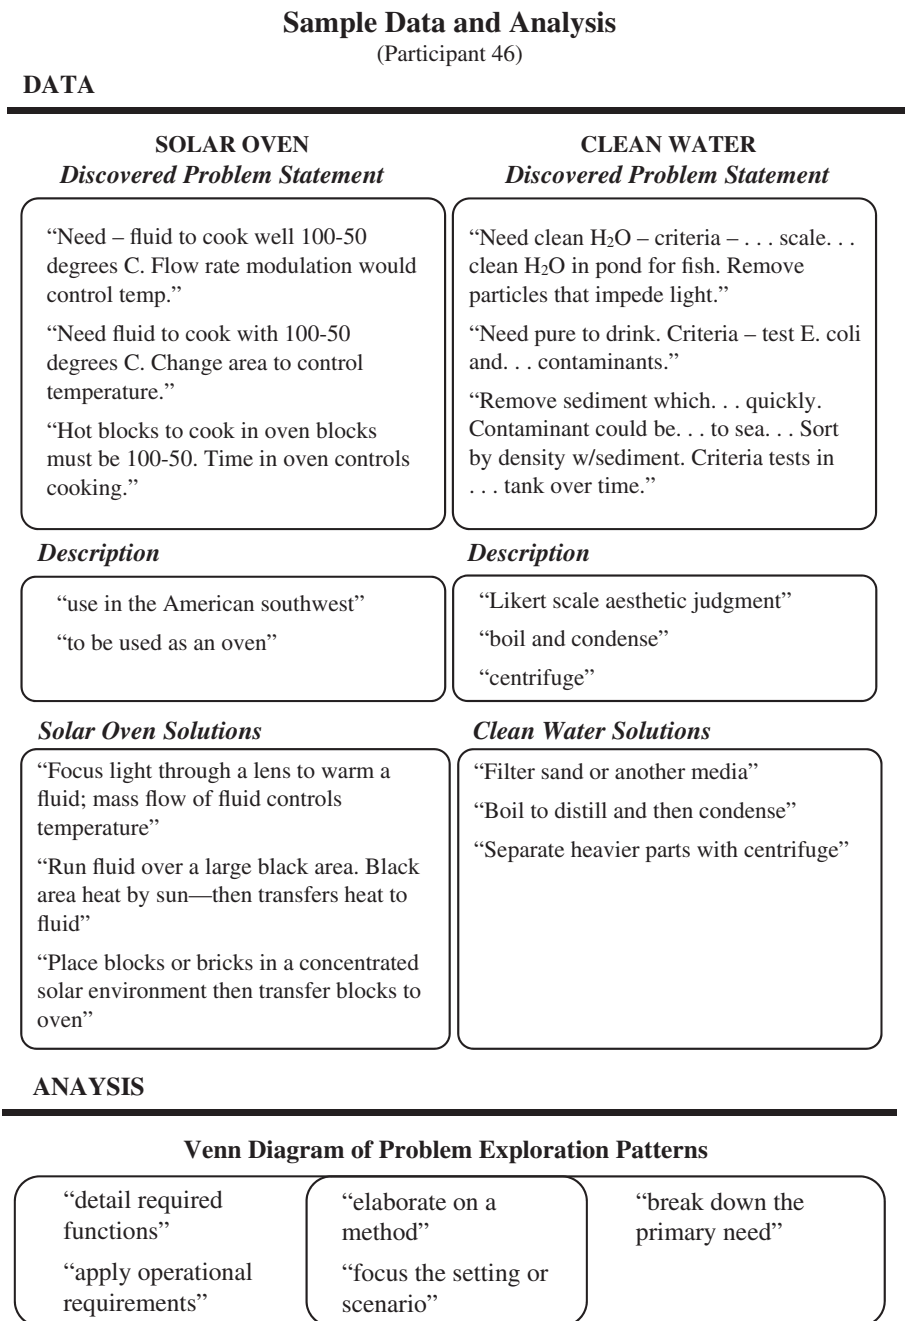 Sample Data and Analysis
(Participant 46)
DATA
SOLAR OVEN
Discovered Problem Statement
“Need – fluid to cook well 100-50
degrees C. Flow rate modulation would
control temp.”
“Need fluid to cook with 100-50
degrees C. Change area to control
temperature.”
“Hot blocks to cook in oven blocks
must be 100-50. Time in oven controls
cooking.”
CLEAN WATER
Discovered Problem Statement
“Need clean H₂O – criteria – . . . scale. . .
clean H₂O in pond for fish. Remove
particles that impede light.”
“Need pure to drink. Criteria – test E. coli
and. . . contaminants.”
“Remove sediment which. . . quickly.
Contaminant could be. . . to sea. . . Sort
by density w/sediment. Criteria tests in
. . . tank over time.”
Description
“use in the American southwest”
“to be used as an oven”
Description
“Likert scale aesthetic judgment”
“boil and condense”
“centrifuge”
Solar Oven Solutions
“Focus light through a lens to warm a
fluid; mass flow of fluid controls
temperature”
“Run fluid over a large black area. Black
area heat by sun—then transfers heat to
fluid”
“Place blocks or bricks in a concentrated
solar environment then transfer blocks to
oven”
Clean Water Solutions
“Filter sand or another media”
“Boil to distill and then condense”
“Separate heavier parts with centrifuge”
ANAYSIS
Venn Diagram of Problem Exploration Patterns
“detail required
functions”
“apply operational
requirements”
“elaborate on a
method”
“focus the setting or
scenario”
“break down the
primary need”